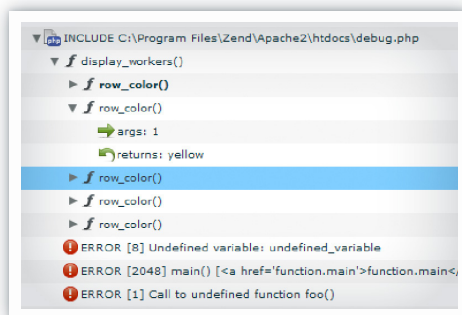 php INCLUDE C:\Program Files\Zend\Apache2\htdocs\debug.php
f display_workers()
f row_color()
f row_color()
args: 1
returns: yellow
f row_color()
f row_color()
f row_color()
! ERROR [8] Undefined variable: undefined_variable
! ERROR [2048] main() [<a href='function.main'>function.main</
! ERROR [1] Call to undefined function foo()